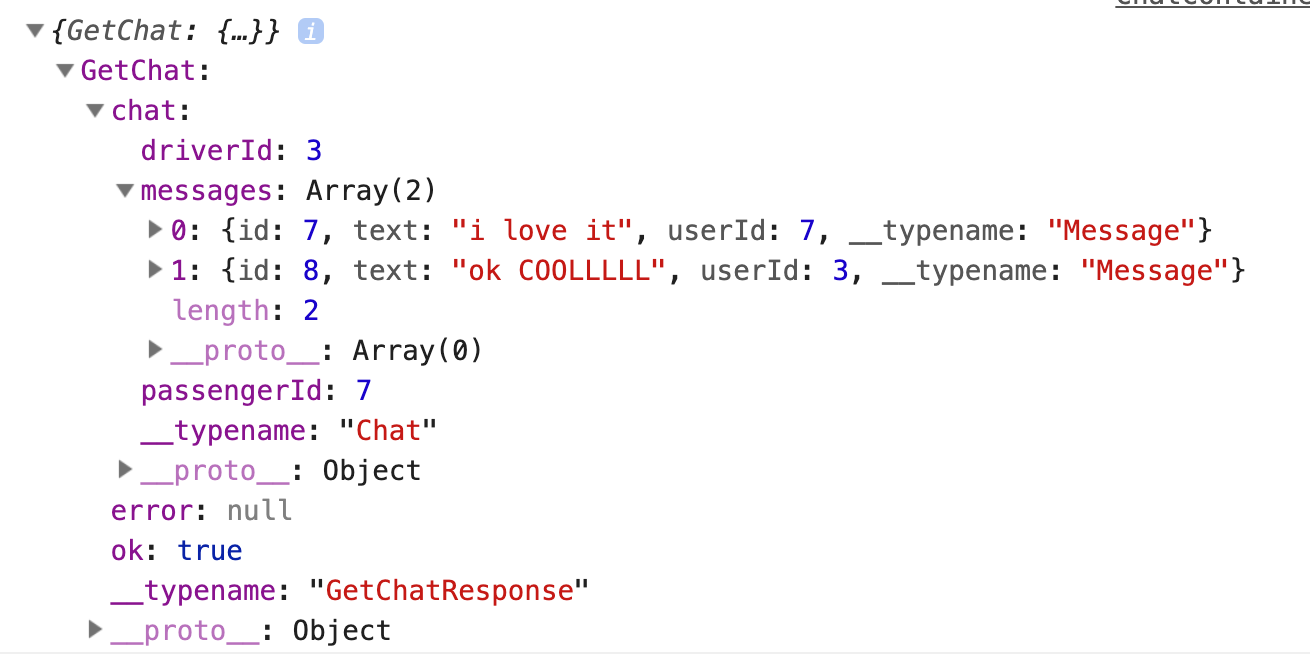 {GetChat: {…}} i
GetChat:
chat:
driverId: 3
messages: Array(2)
0: {id: 7, text: "i love it", userId: 7, __typename: "Message"}
1: {id: 8, text: "ok COOLLLLL", userId: 3, __typename: "Message"}
length: 2
__proto__: Array(0)
passengerId: 7
__typename: "Chat"
__proto__: Object
error: null
ok: true
__typename: "GetChatResponse"
__proto__: Object